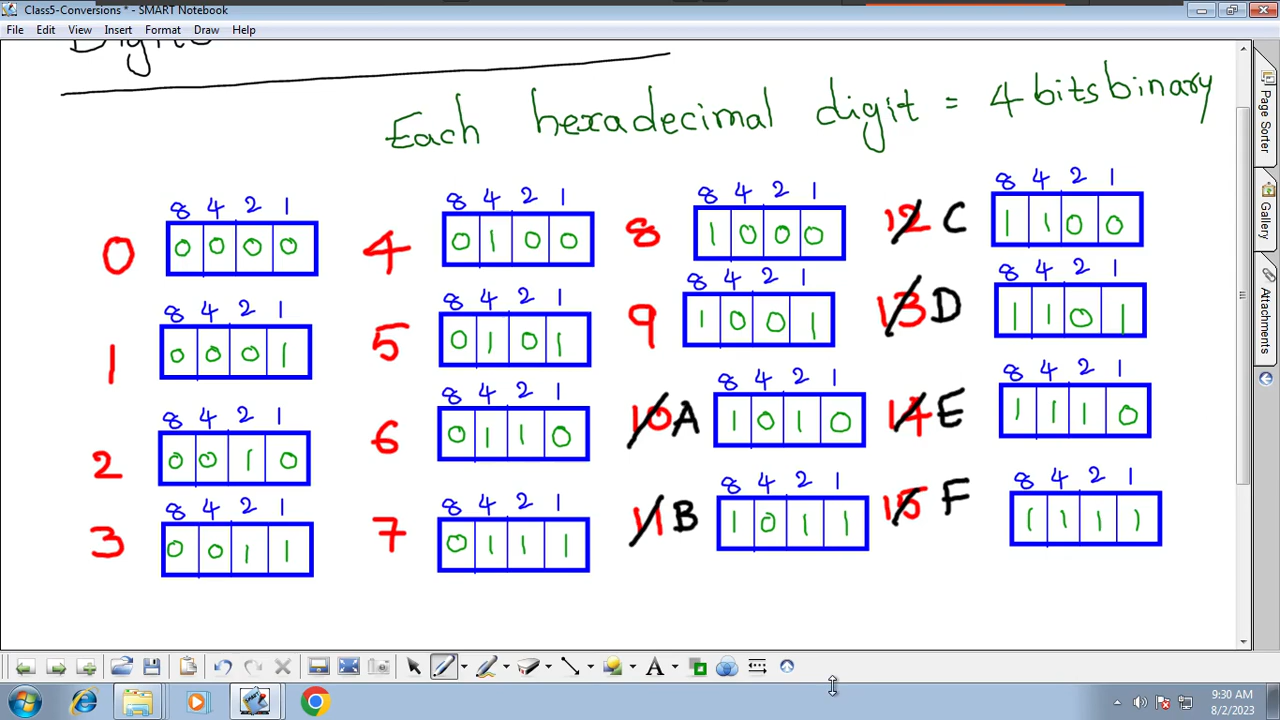 Class5-Conversions * - SMART Notebook
File Edit View Insert Format Draw Help
Digits
Each hexadecimal digit = 4 bits binary
8 4 2 1
0 0 0 0 0
8 4 2 1
4 0 1 0 0
8 4 2 1
8 1 0 0 0
8 4 2 1
12 C 1 1 0 0
8 4 2 1
1 0 0 0 1
8 4 2 1
5 0 1 0 1
8 4 2 1
9 1 0 0 1
8 4 2 1
13 D 1 1 0 1
8 4 2 1
2 0 0 1 0
8 4 2 1
6 0 1 1 0
8 4 2 1
10 A 1 0 1 0
8 4 2 1
14 E 1 1 1 0
8 4 2 1
3 0 0 1 1
8 4 2 1
7 0 1 1 1
8 4 2 1
11 B 1 0 1 1
8 4 2 1
15 F 1 1 1 1
Page Sorter
Gallery
Attachments
A
9:30 AM
8/2/2023